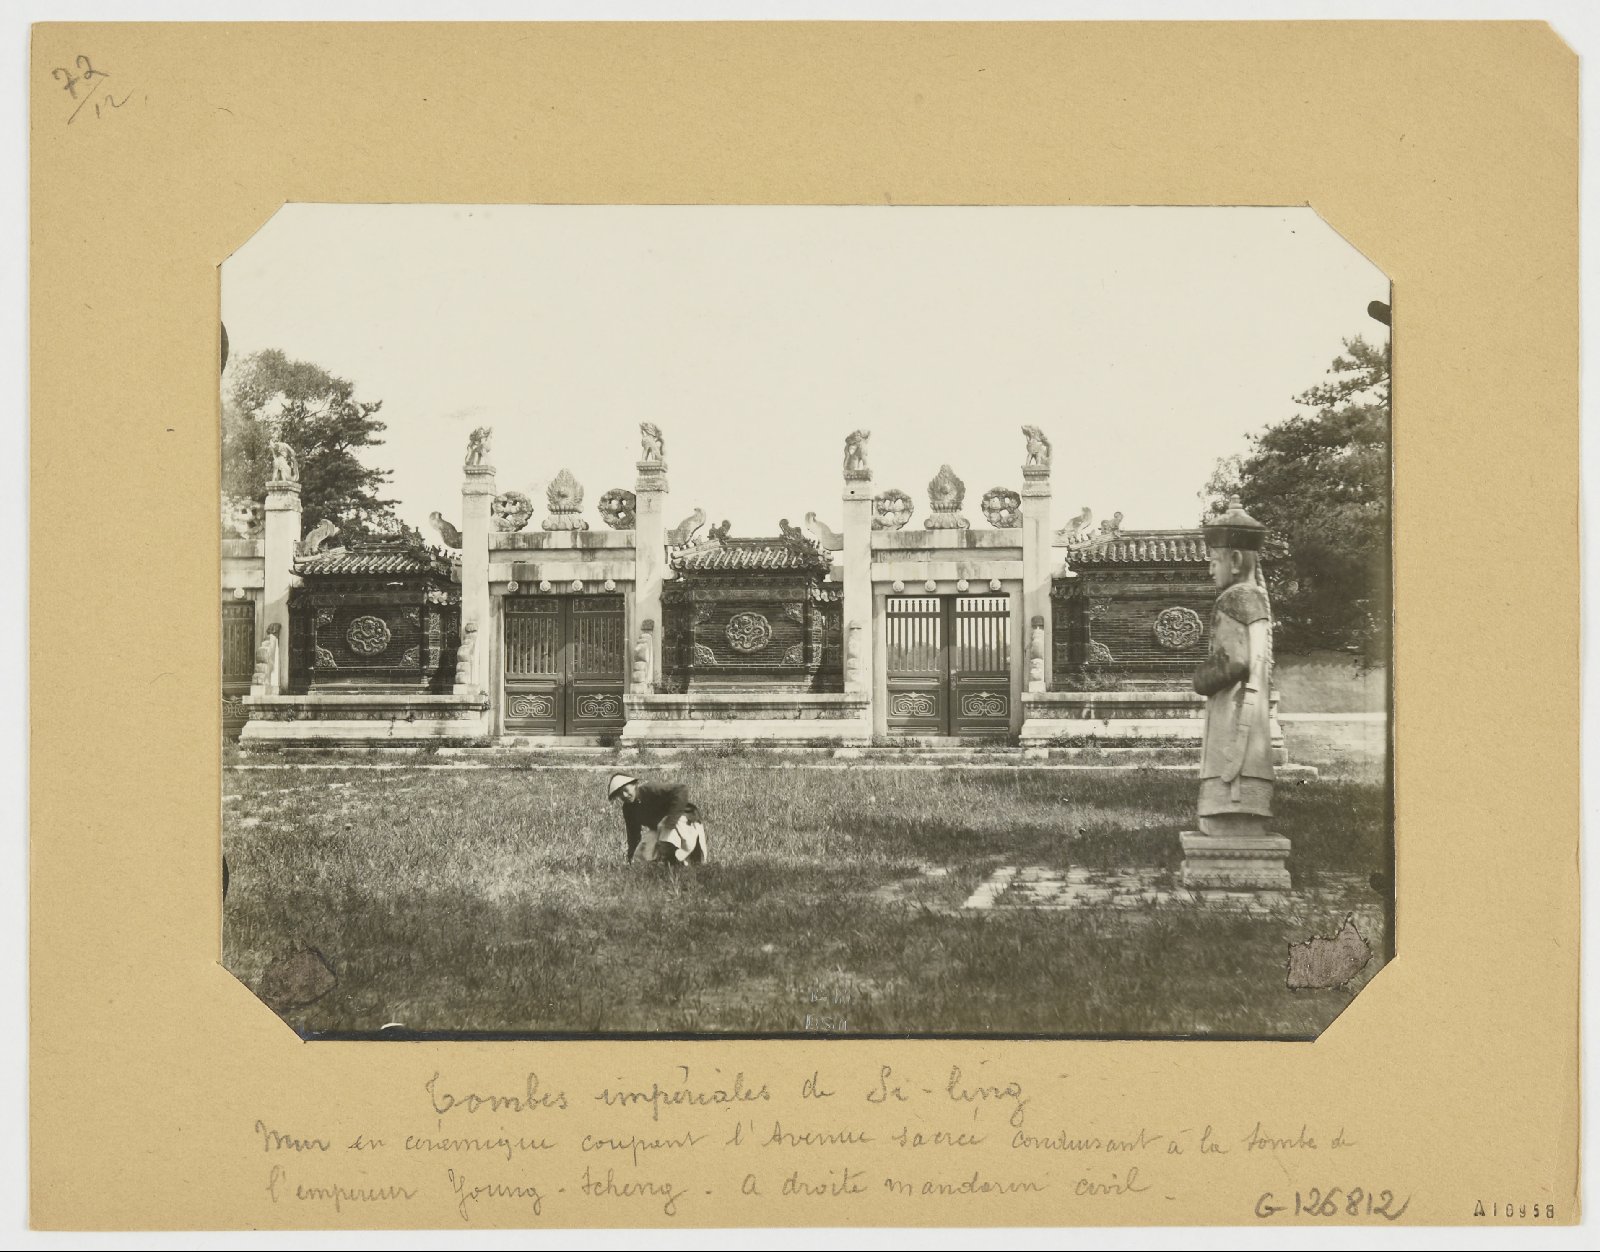 72/12
Tombes impériales de Si-ling
Mur en céramique coupant l'Avenue sacrée conduisant à la tombe de
l'empereur Young-tcheng. A droite mandarin civil.
G-126812
A10958